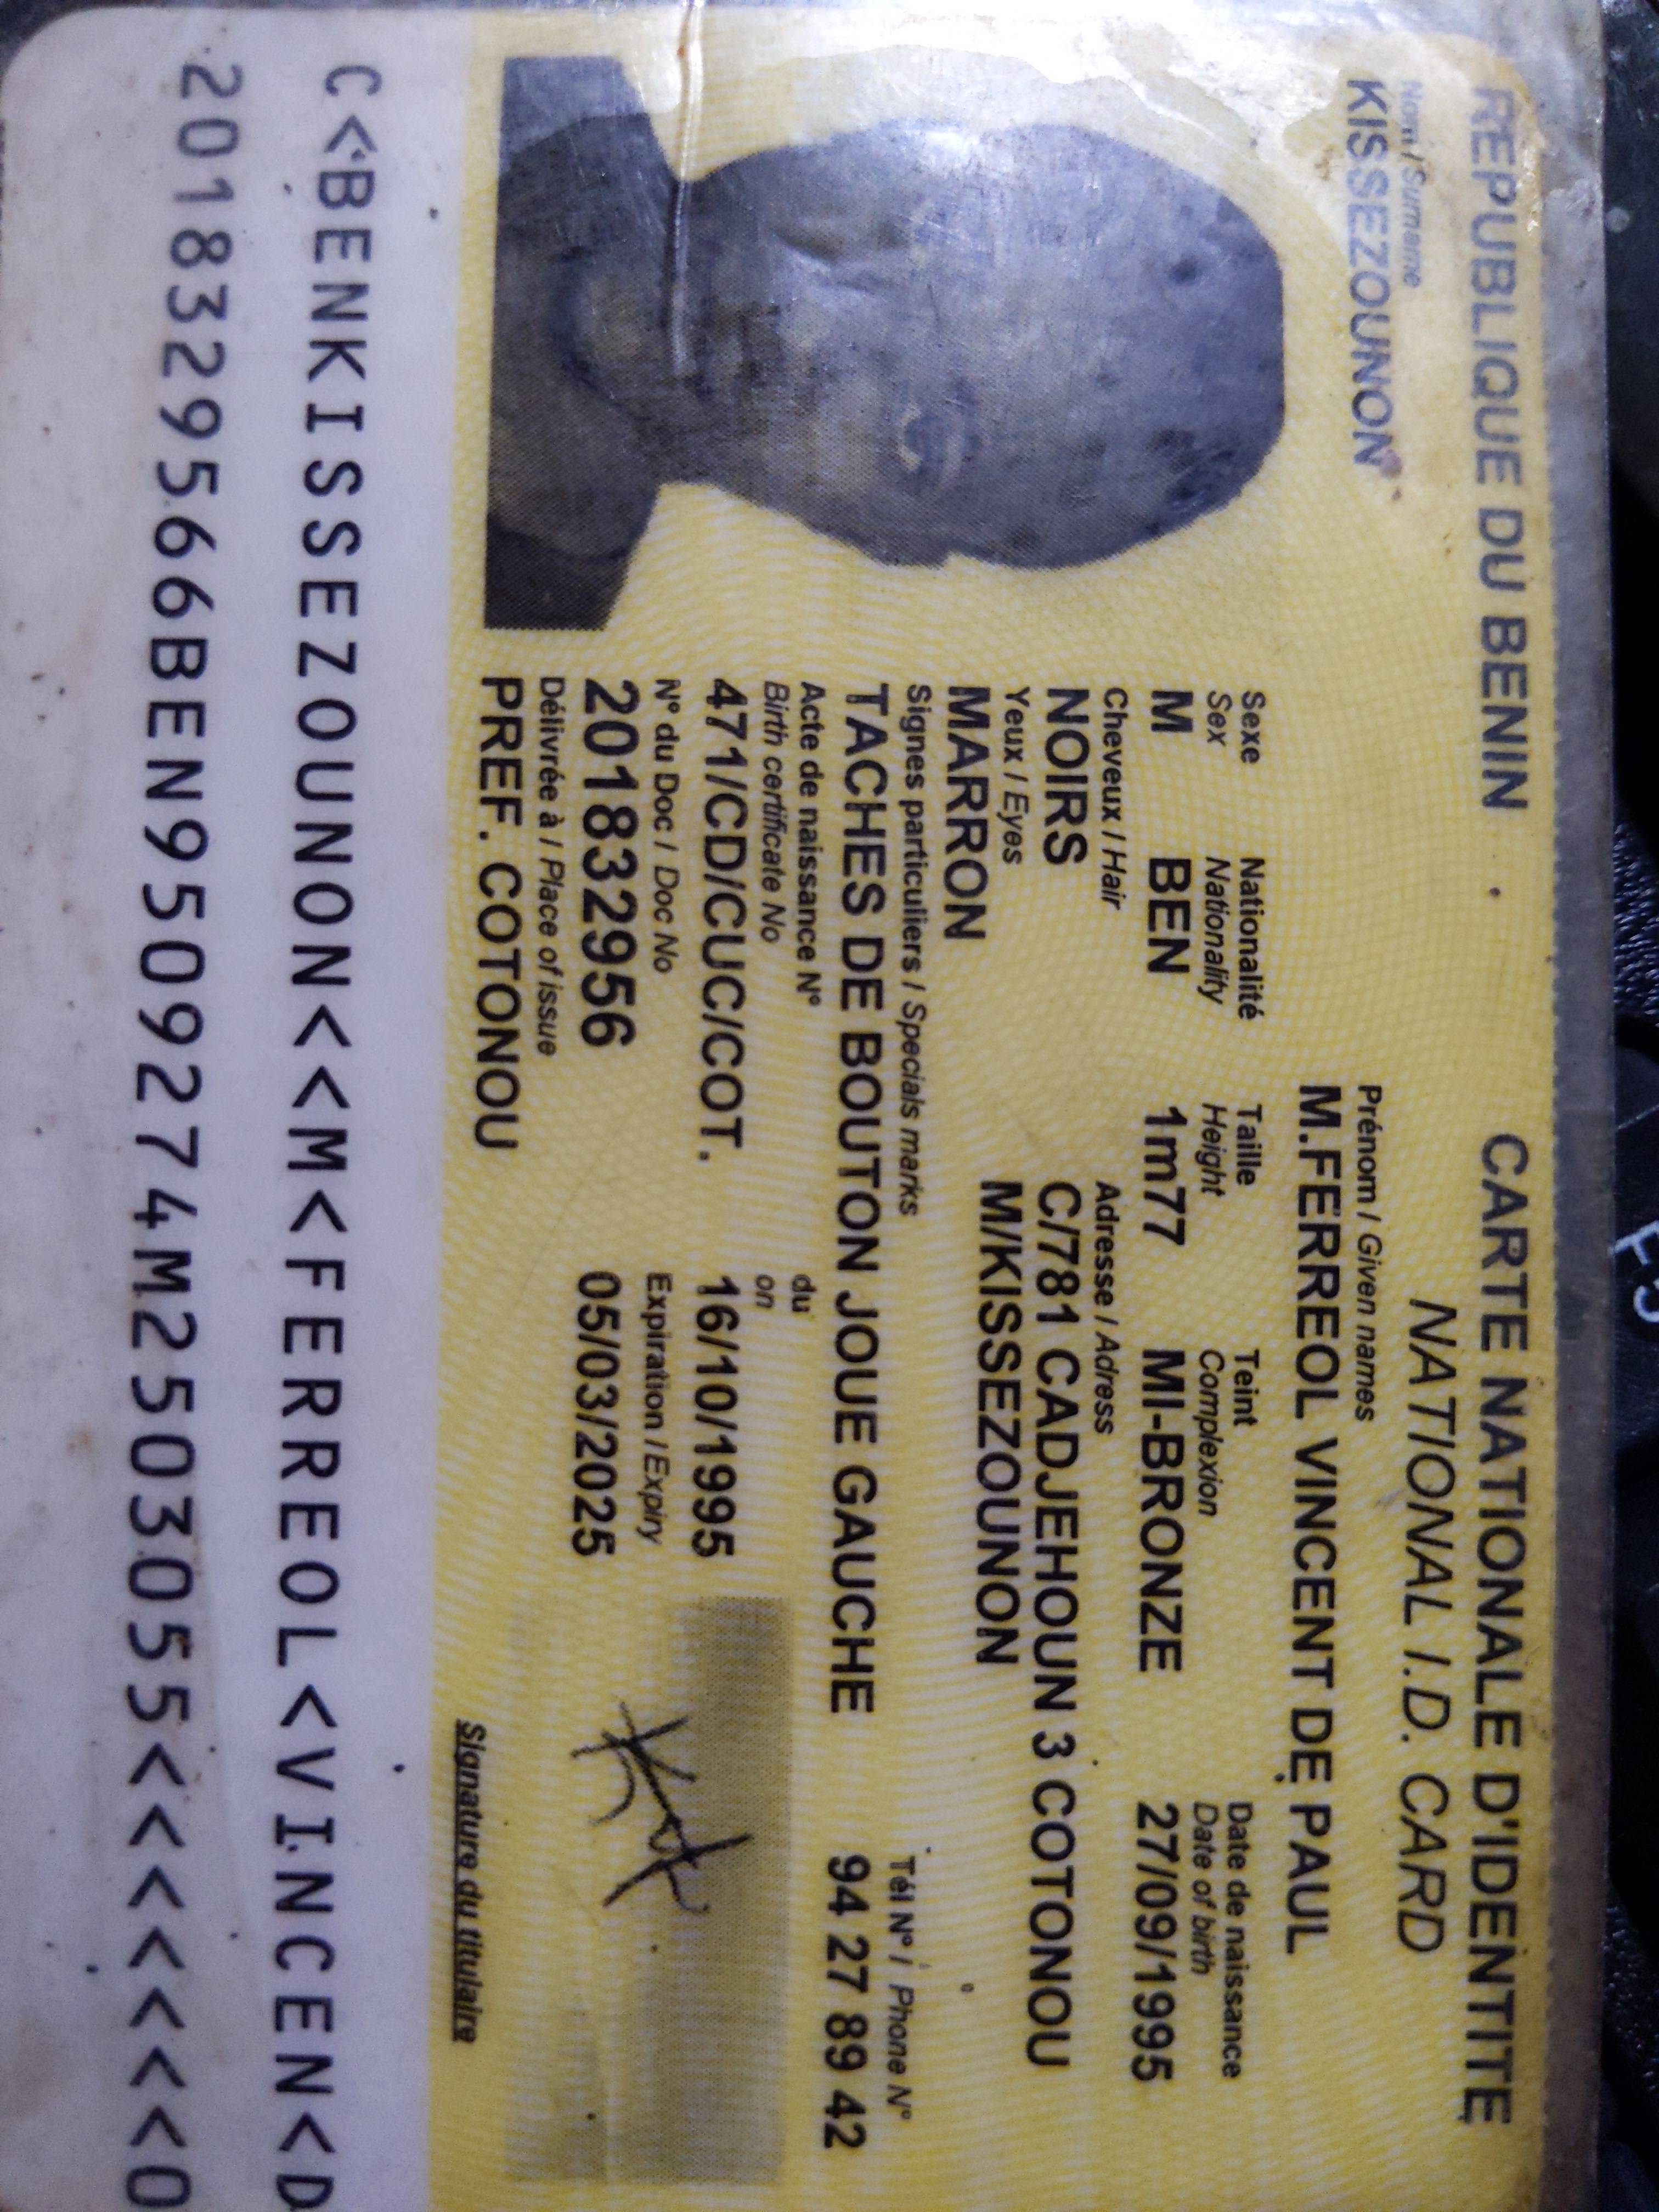 REPUBLIQUE DU BENIN
CARTE NATIONALE D'IDENTITE
NATIONAL I.D. CARD
Nom / Surname
KISSEZOUNON
Prénom / Given names
M.FERREOL VINCENT DE PAUL
Sexe Nationalité Taille Teint Date de naissance
Sex Nationality Height Complexion Date of birth
M BEN 1m77 MI-BRONZE 27/09/1995
Cheveux / Hair Adresse / Adress
NOIRS C/781 CADJEHOUN 3 COTONOU
Yeux / Eyes M/KISSEZOUNON
MARRON
Signes particuliers / Specials marks Tél N° / Phone N°
TACHES DE BOUTON JOUE GAUCHE 94 27 89 42
Acte de naissance N° du
Birth certificate No on
471/CD/CUC/COT. 16/10/1995
N° du Doc / Doc No Expiration / Expiry
201832956 05/03/2025
Délivrée à / Place of issue
PREF. COTONOU
Signature du titulaire
C<BENKISSEZOUNON<<M<FERREOL<VINCEN<D
2018329566BEN9509274M2503055<<<<<<<0